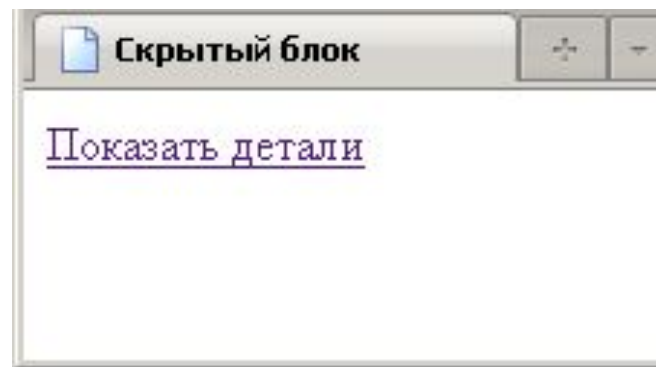 Скрытый блок
Показать детали